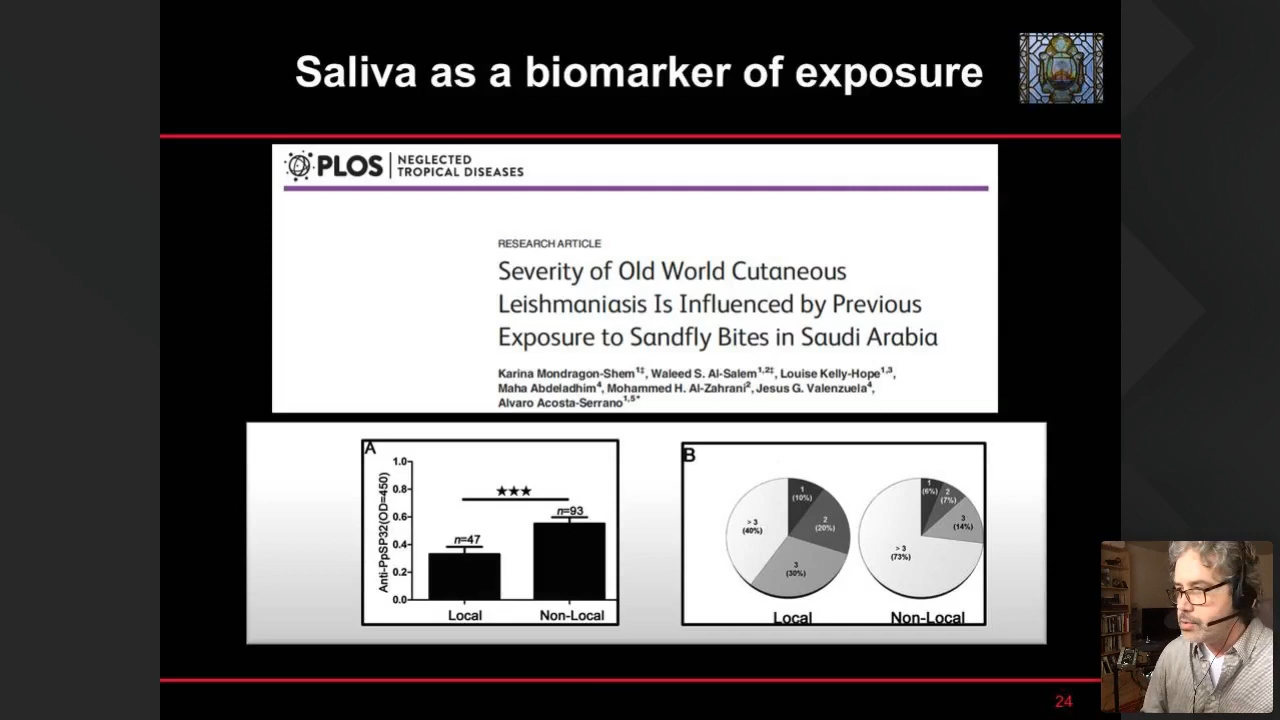 Saliva as a biomarker of exposure
PLOS
NEGLECTED
TROPICAL DISEASES
RESEARCH ARTICLE
Severity of Old World Cutaneous
Leishmaniasis Is Influenced by Previous
Exposure to Sandfly Bites in Saudi Arabia
Karina Mondragon-Shem1‡, Waleed S. Al-Salem1,2‡, Louise Kelly-Hope1,3,
Maha Abdeladhim4, Mohammed H. Al-Zahrani2, Jesus G. Valenzuela4,
Alvaro Acosta-Serrano1,5*
A
Anti-PpSP32(OD=450)
1.0
0.8
0.6
0.4
0.2
0.0
★★★
n=47
n=93
Local
Non-Local
B
1
(10%)
2
(20%)
3
(30%)
> 3
(40%)
Local
1
(6%)
2
(7%)
3
(14%)
> 3
(73%)
Non-Local
24